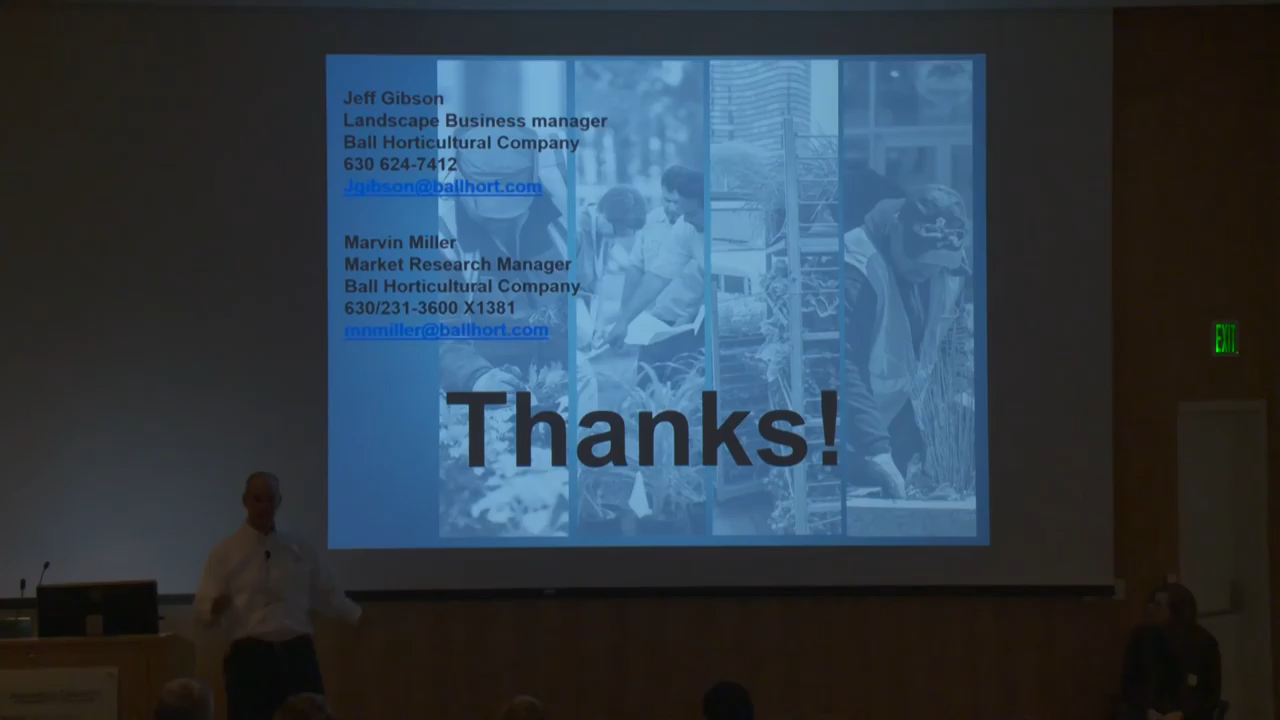 Jeff Gibson
Landscape Business manager
Ball Horticultural Company
630 624-7412
Jgibson@ballhort.com
Marvin Miller
Market Research Manager
Ball Horticultural Company
630/231-3600 X1381
mnmiller@ballhort.com
Thanks!
EXIT